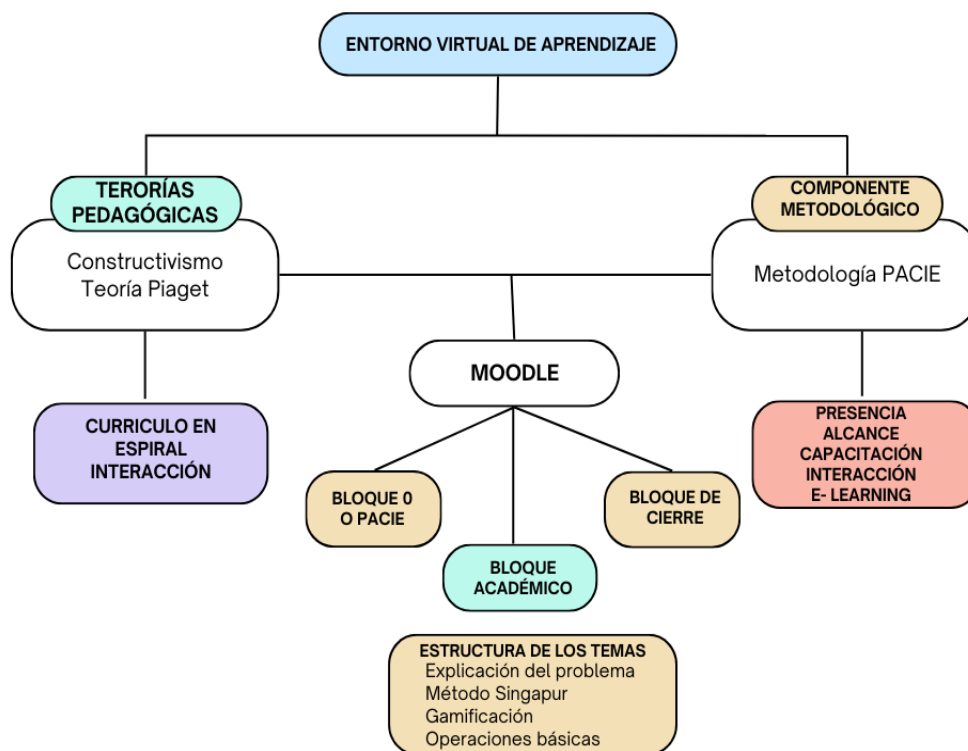 ENTORNO VIRTUAL DE APRENDIZAJE
TERORÍAS
PEDAGÓGICAS
Constructivismo
Teoría Piaget
COMPONENTE
METODOLÓGICO
Metodología PACIE
MOODLE
CURRICULO EN
ESPIRAL
INTERACCIÓN
PRESENCIA
ALCANCE
CAPACITACIÓN
INTERACCIÓN
E- LEARNING
BLOQUE 0
O PACIE
BLOQUE DE
CIERRE
BLOQUE
ACADÉMICO
ESTRUCTURA DE LOS TEMAS
Explicación del problema
Método Singapur
Gamificación
Operaciones básicas